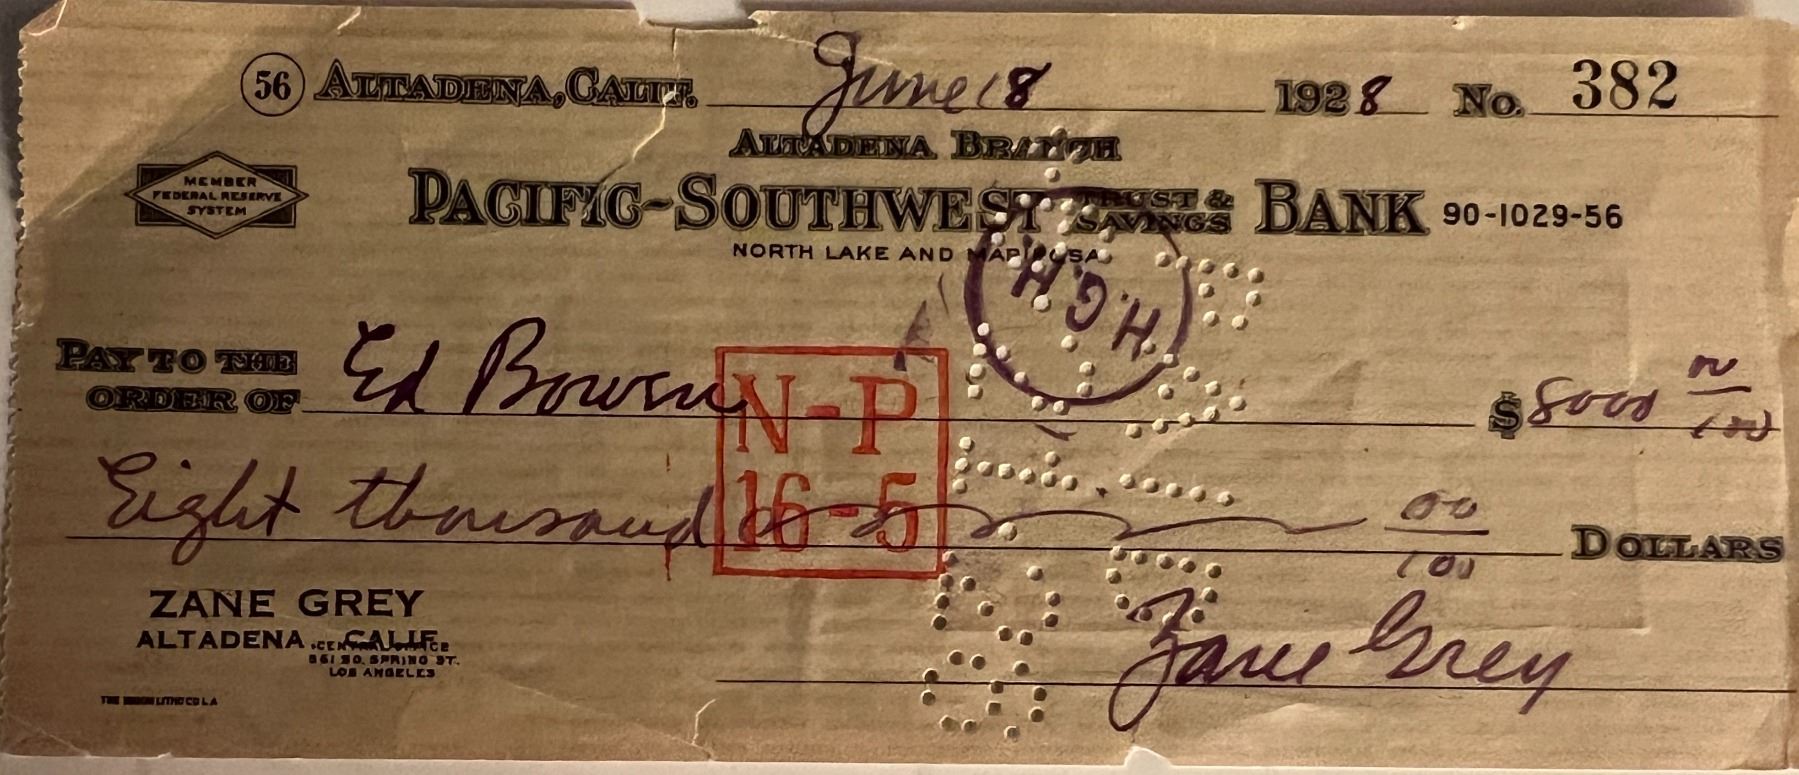 56 ALTADENA, CALIF. June 18 1928 No. 382
ALTADENA BRANCH
MEMBER
FEDERAL RESERVE
SYSTEM
PACIFIC-SOUTHWEST TRUST & SAVINGS BANK 90-1029-56
NORTH LAKE AND MARIPOSA
H.G.H.
PAY TO THE
ORDER OF Ed Bowen $8000 00/100
N-P
16-5
Eight thousand 00/100 DOLLARS
ZANE GREY
ALTADENA, CALIF.
CENTRAL OFFICE
561 SO. SPRING ST.
LOS ANGELES
Zane Grey